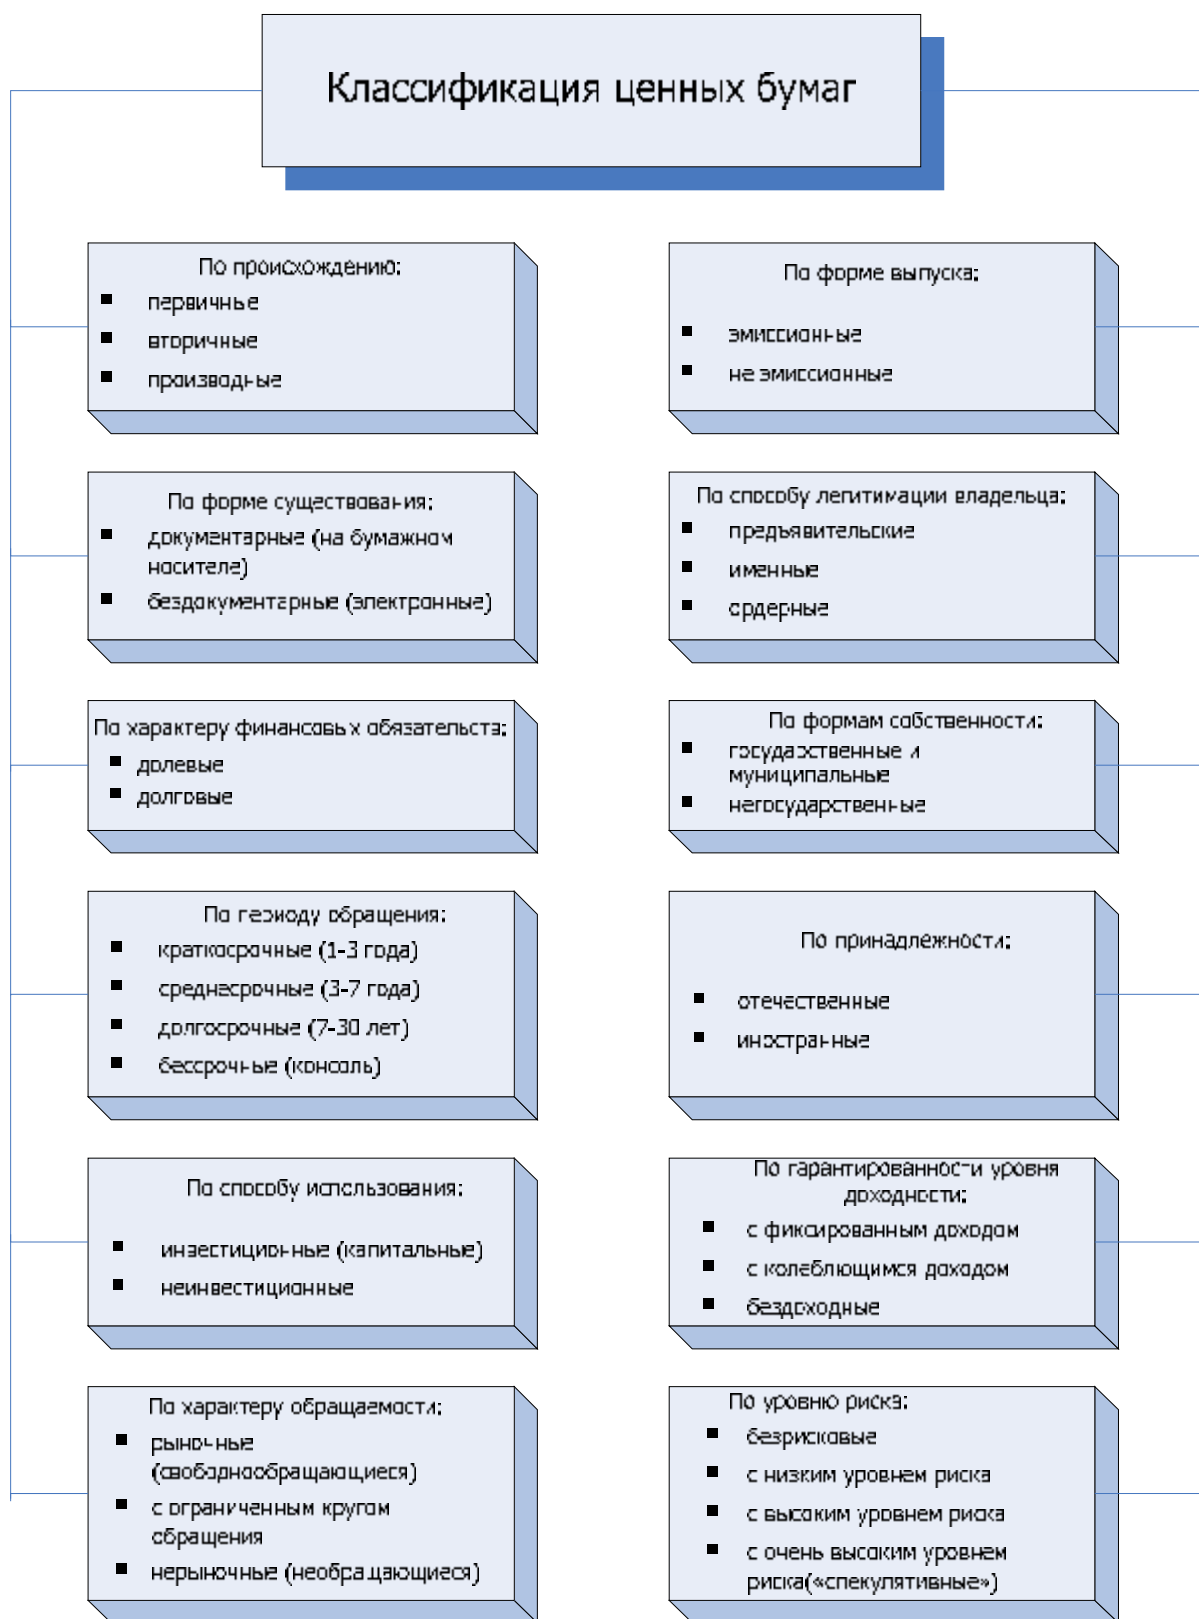 Классификация ценных бумаг
По происхождению:
▪ первичные
▪ вторичные
▪ производные
По форме выпуска:
▪ эмиссионные
▪ не эмиссионные
По форме существования:
▪ документарные (на бумажном
носителе)
▪ бездокументарные (электронные)
По способу легитимации владельца:
▪ предъявительские
▪ именные
▪ ордерные
По характеру финансовых обязательств:
▪ долевые
▪ долговые
По формам собственности:
▪ государственные и
муниципальные
▪ негосударственные
По периоду обращения:
▪ краткосрочные (1-3 года)
▪ среднесрочные (3-7 года)
▪ долгосрочные (7-30 лет)
▪ бессрочные (консоль)
По принадлежности:
▪ отечественные
▪ иностранные
По способу использования:
▪ инвестиционные (капитальные)
▪ неинвестиционные
По гарантированности уровня
доходности:
▪ с фиксированным доходом
▪ с колеблющимся доходом
▪ бездоходные
По характеру обращаемости:
▪ рыночные
(свободнообращающиеся)
▪ с ограниченным кругом
обращения
▪ нерыночные (необращающиеся)
По уровню риска:
▪ безрисковые
▪ с низким уровнем риска
▪ с высоким уровнем риска
▪ с очень высоким уровнем
риска(«спекулятивные»)